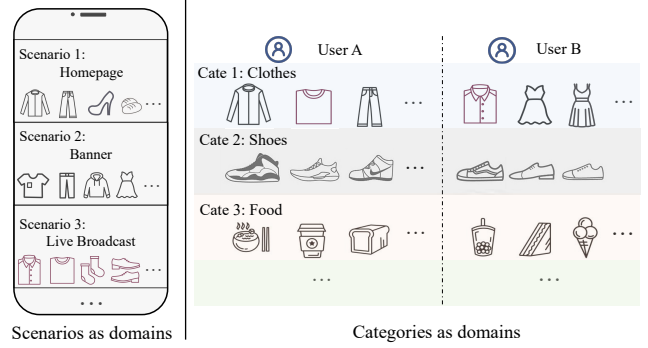 Scenario 1:
Homepage
...
Scenario 2:
Banner
...
Scenario 3:
Live Broadcast
...
...
Scenarios as domains
User A
User B
Cate 1: Clothes
...
...
Cate 2: Shoes
...
Cate 3: Food
...
...
...
...
Categories as domains